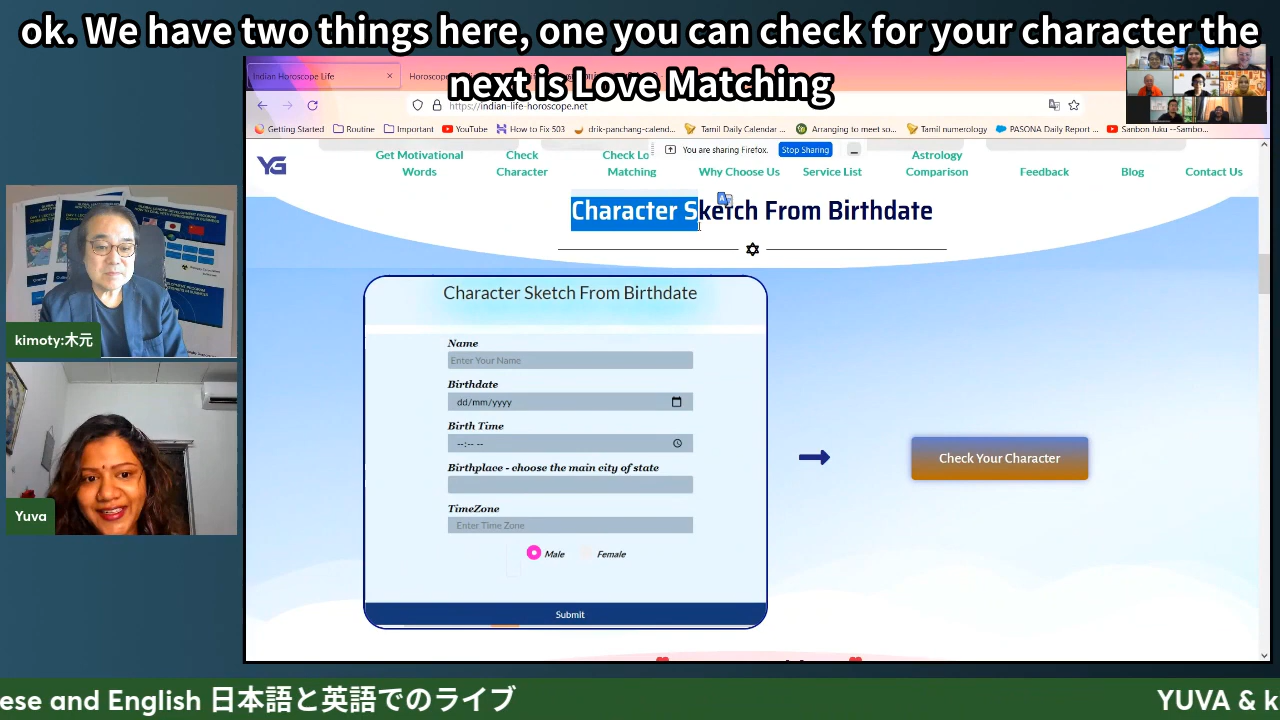 ok. We have two things here, one you can check for your character the
next is Love Matching
Indian Horoscope Life
Horoscope
https://indian-life-horoscope.net
Getting Started
Routine
Important
YouTube
How to Fix 503
drik-panchang-calend...
Tamil Daily Calendar ...
Arranging to meet so...
Tamil numerology
PASONA Daily Report ...
Sanbon Juku --Sambo...
You are sharing Firefox.
Stop Sharing
YG
Get Motivational
Words
Check
Character
Check Lo
Matching
Why Choose Us
Service List
Astrology
Comparison
Feedback
Blog
Contact Us
Character Sketch From Birthdate
Character Sketch From Birthdate
Name
Enter Your Name
Birthdate
dd/mm/yyyy
Birth Time
--:-- --
Birthplace - choose the main city of state
TimeZone
Enter Time Zone
Male
Female
Submit
Check Your Character
kimoty:木元
Yuva
ese and English 日本語と英語でのライブ
YUVA & k